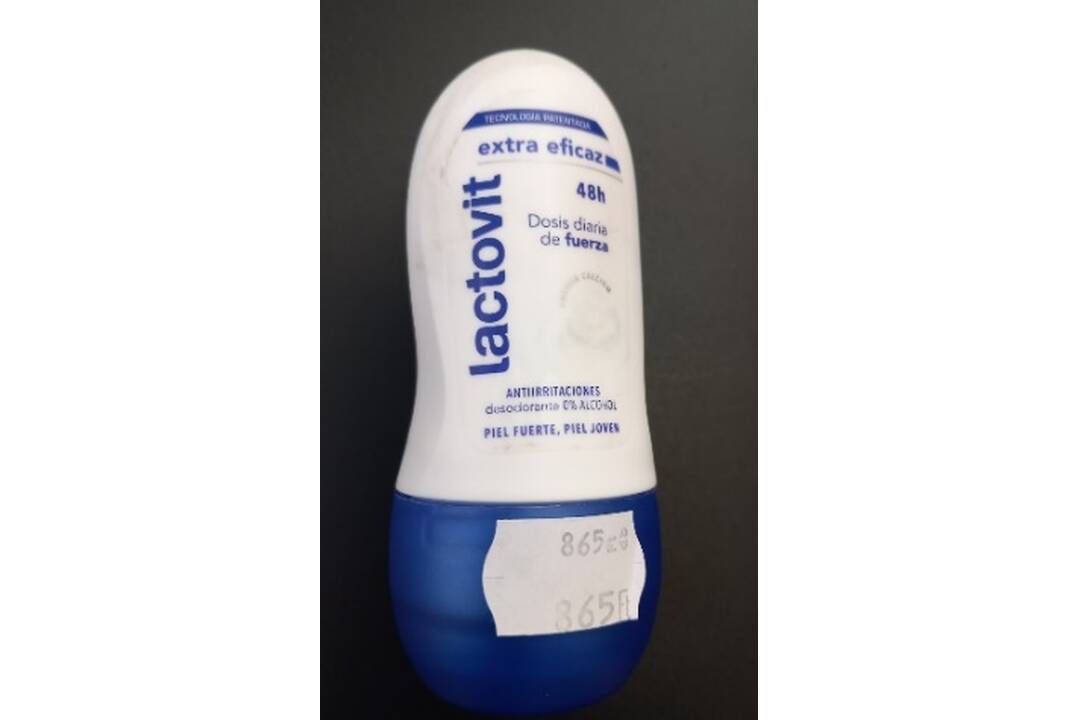 TECNOLOGÍA PATENTADA
extra eficaz
lactovit
48h
Dosis diaria
de fuerza
ANTIIRRITACIONES
desodorante 0% ALCOHOL
PIEL FUERTE, PIEL JOVEN
865
865Ft